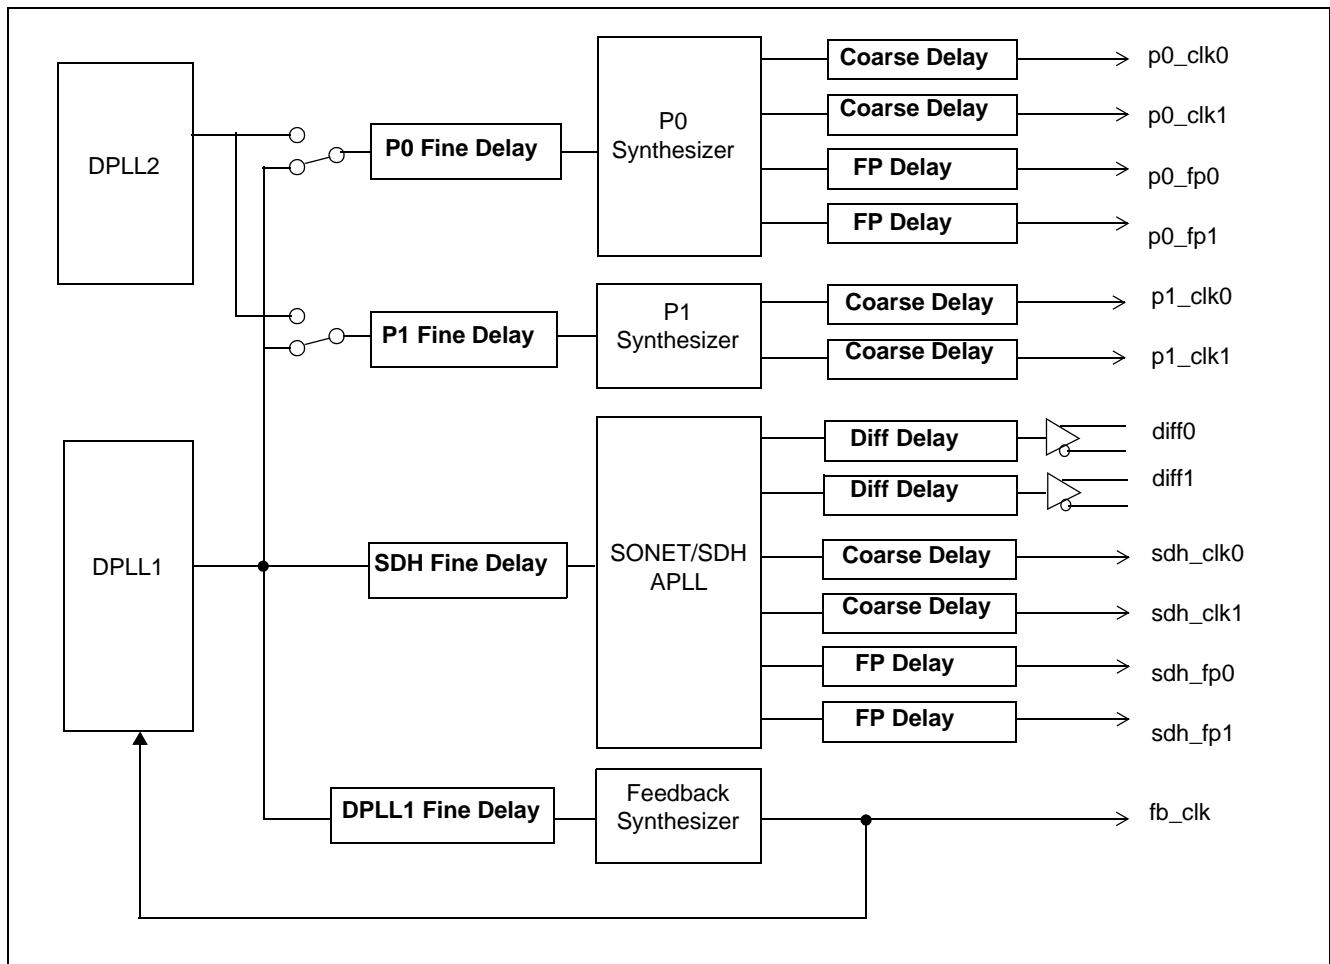 DPLL2
P0 Fine Delay
P0
Synthesizer
Coarse Delay
p0_clk0
Coarse Delay
p0_clk1
FP Delay
p0_fp0
FP Delay
p0_fp1
P1 Fine Delay
P1
Synthesizer
Coarse Delay
p1_clk0
Coarse Delay
p1_clk1
DPLL1
SDH Fine Delay
SONET/SDH
APLL
Diff Delay
diff0
Diff Delay
diff1
Coarse Delay
sdh_clk0
Coarse Delay
sdh_clk1
FP Delay
sdh_fp0
FP Delay
sdh_fp1
DPLL1 Fine Delay
Feedback
Synthesizer
fb_clk